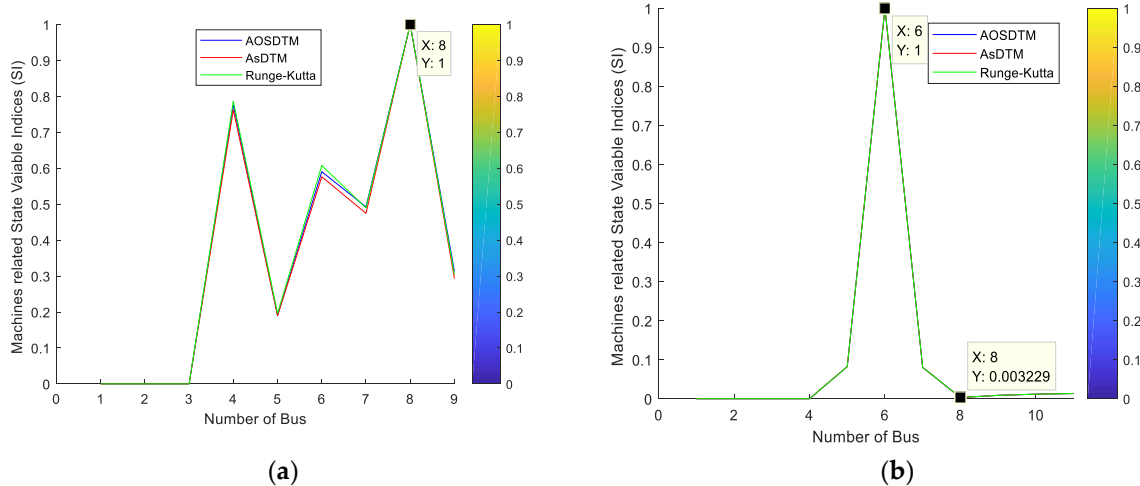 Machines related State Vaiable Indices (SI)
1
0.9
0.8
0.7
0.6
0.5
0.4
0.3
0.2
0.1
0
0 1 2 3 4 5 6 7 8 9
Number of Bus
AOSDTM
AsDTM
Runge-Kutta
X: 8
Y: 1
1
0.9
0.8
0.7
0.6
0.5
0.4
0.3
0.2
0.1
0
(a)
Machines related State Vaiable Indices (SI)
1
0.9
0.8
0.7
0.6
0.5
0.4
0.3
0.2
0.1
0
0 2 4 6 8 10
Number of Bus
X: 6
Y: 1
AOSDTM
AsDTM
Runge-Kutta
X: 8
Y: 0.003229
1
0.9
0.8
0.7
0.6
0.5
0.4
0.3
0.2
0.1
0
(b)